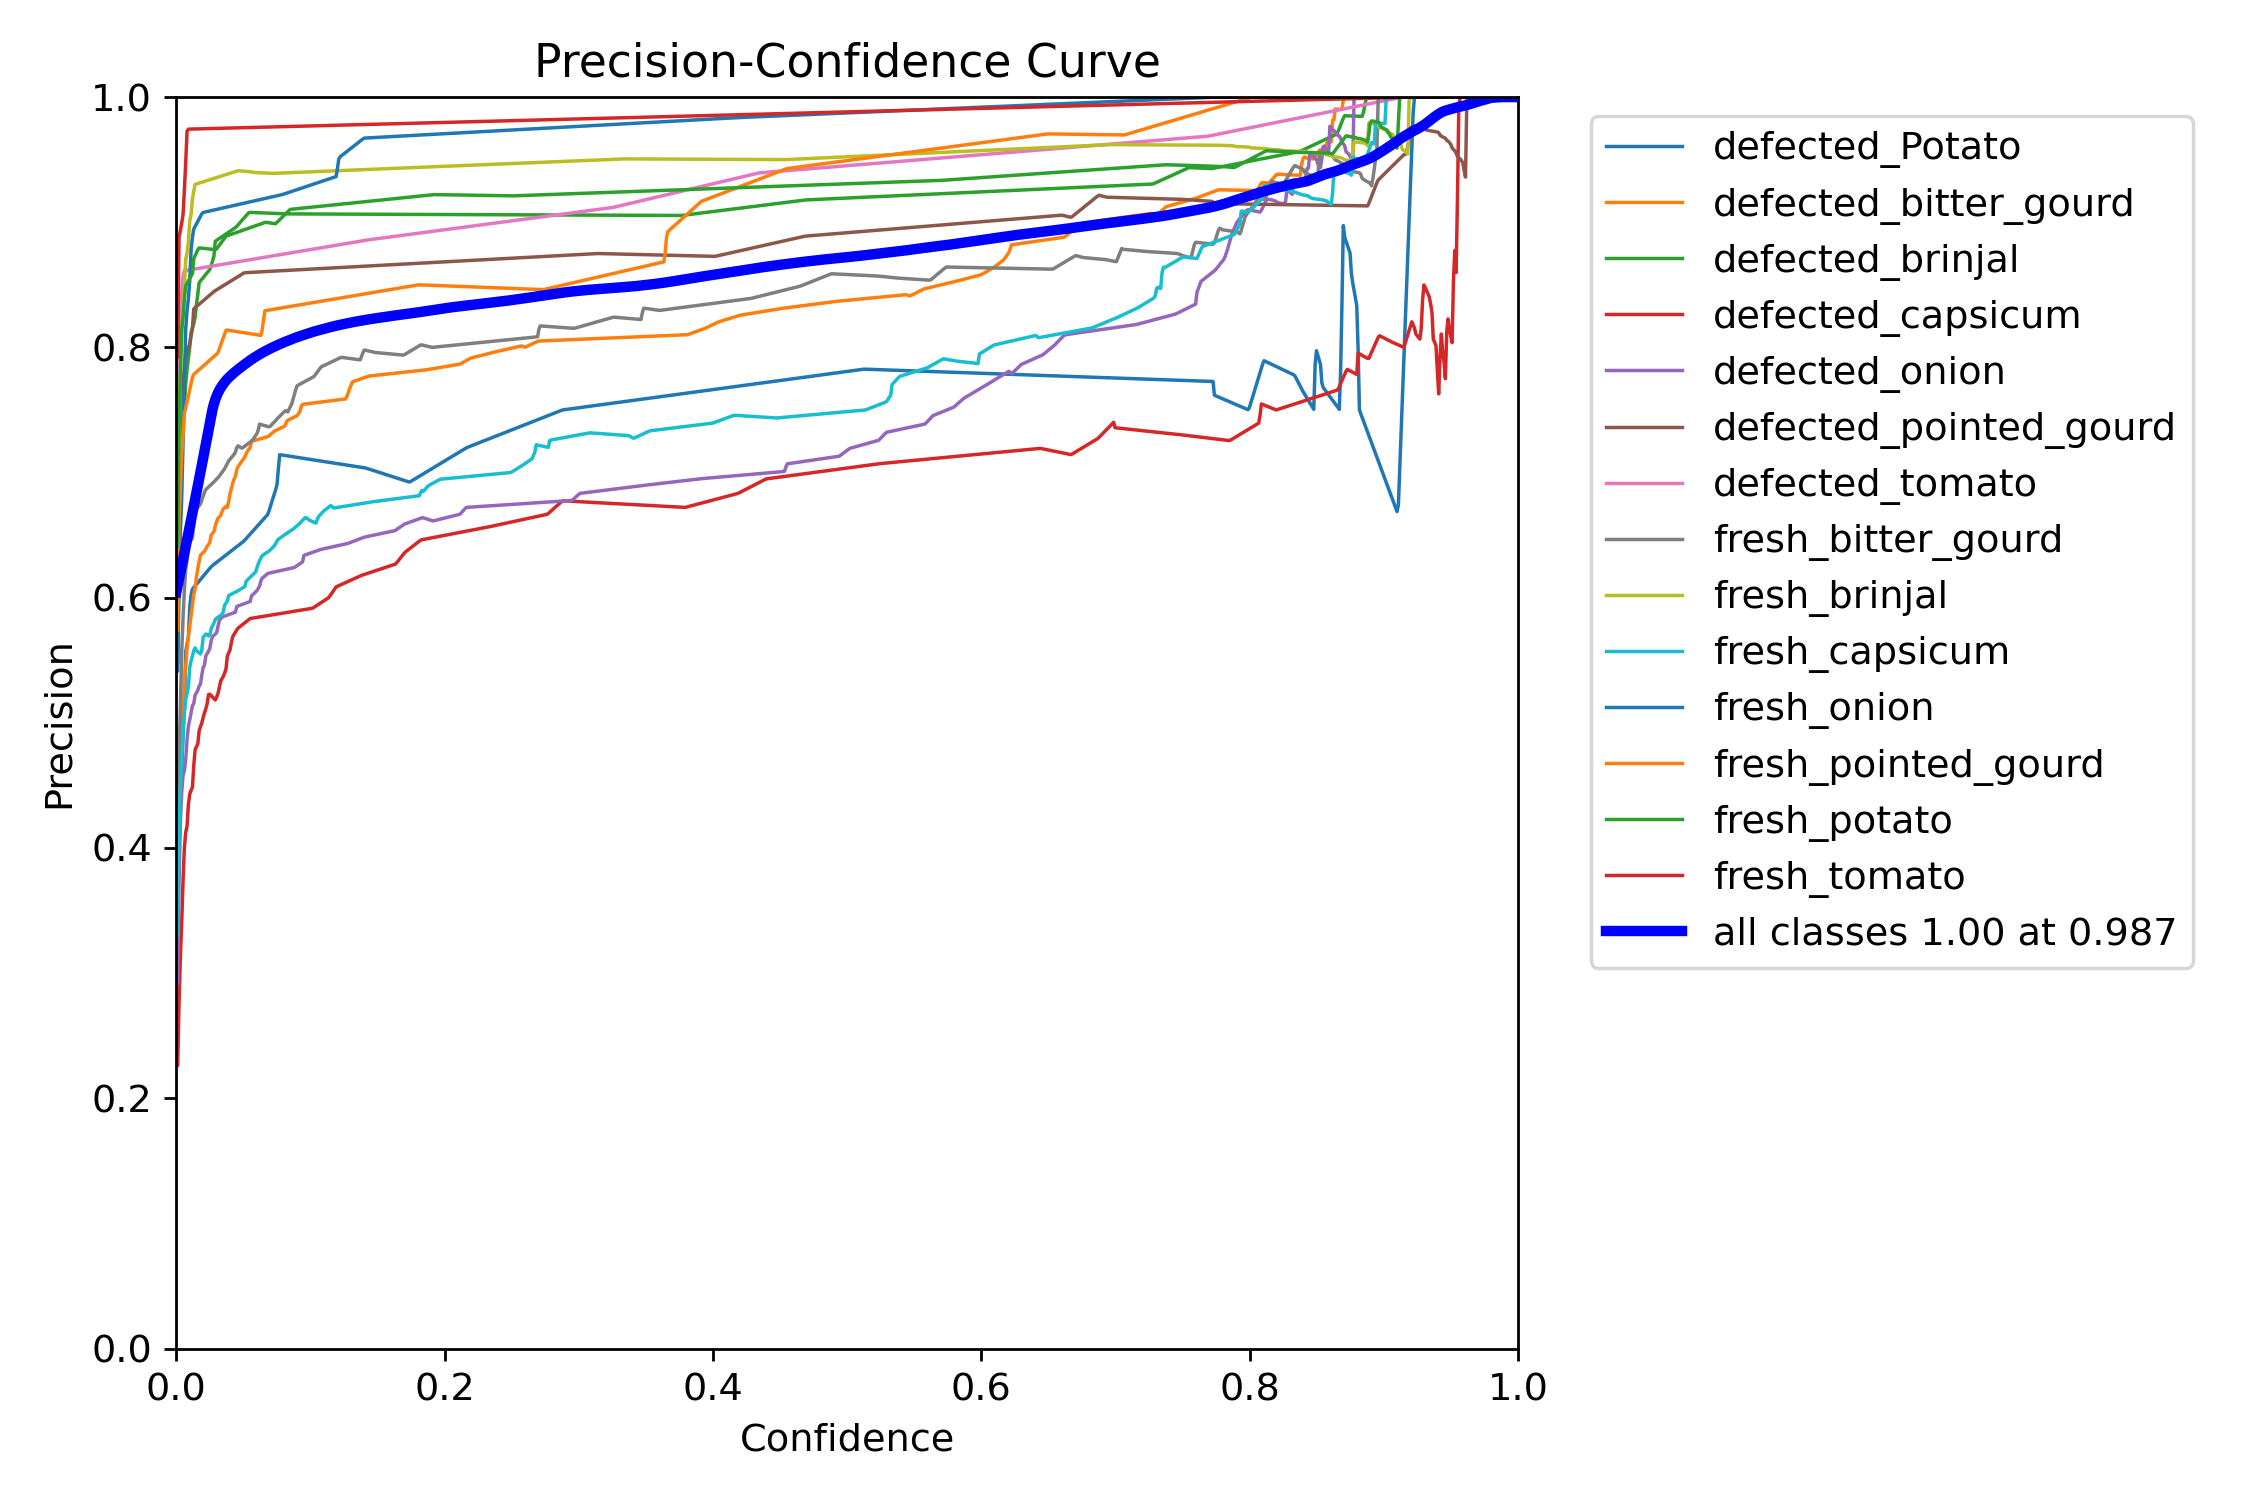 Precision-Confidence Curve
1.0
0.8
0.6
0.4
0.2
0.0
Precision
0.0 0.2 0.4 0.6 0.8 1.0
Confidence
defected_Potato
defected_bitter_gourd
defected_brinjal
defected_capsicum
defected_onion
defected_pointed_gourd
defected_tomato
fresh_bitter_gourd
fresh_brinjal
fresh_capsicum
fresh_onion
fresh_pointed_gourd
fresh_potato
fresh_tomato
all classes 1.00 at 0.987